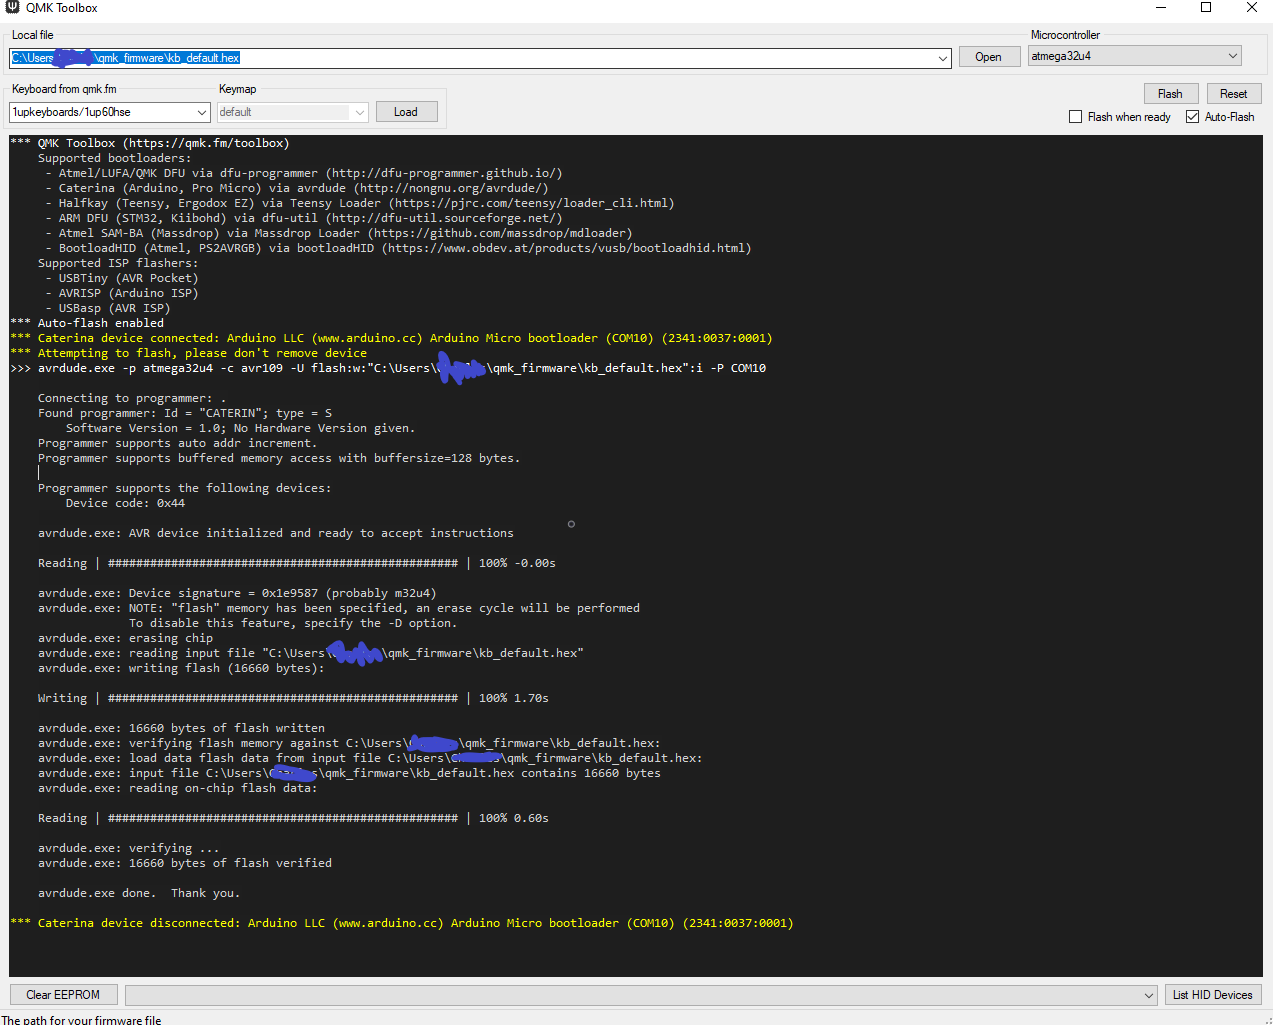 QMK Toolbox
Local file
Microcontroller
C:\Users \qmk_firmware\kb_default.hex
Open
atmega32u4
Keyboard from qmk.fm
Keymap
Flash
Reset
1upkeyboards/1up60hse
default
Load
Flash when ready
Auto-Flash
*** QMK Toolbox (https://qmk.fm/toolbox)
Supported bootloaders:
- Atmel/LUFA/QMK DFU via dfu-programmer (http://dfu-programmer.github.io/)
- Caterina (Arduino, Pro Micro) via avrdude (http://nongnu.org/avrdude/)
- Halfkay (Teensy, Ergodox EZ) via Teensy Loader (https://pjrc.com/teensy/loader_cli.html)
- ARM DFU (STM32, Kiibohd) via dfu-util (http://dfu-util.sourceforge.net/)
- Atmel SAM-BA (Massdrop) via Massdrop Loader (https://github.com/massdrop/mdloader)
- BootloadHID (Atmel, PS2AVRGB) via bootloadHID (https://www.obdev.at/products/vusb/bootloadhid.html)
Supported ISP flashers:
- USBTiny (AVR Pocket)
- AVRISP (Arduino ISP)
- USBasp (AVR ISP)
*** Auto-flash enabled
*** Caterina device connected: Arduino LLC (www.arduino.cc) Arduino Micro bootloader (COM10) (2341:0037:0001)
*** Attempting to flash, please don't remove device
>>> avrdude.exe -p atmega32u4 -c avr109 -U flash:w:"C:\Users\ \qmk_firmware\kb_default.hex":i -P COM10
Connecting to programmer: .
Found programmer: Id = "CATERIN"; type = S
Software Version = 1.0; No Hardware Version given.
Programmer supports auto addr increment.
Programmer supports buffered memory access with buffersize=128 bytes.
Programmer supports the following devices:
Device code: 0x44
avrdude.exe: AVR device initialized and ready to accept instructions
Reading | ################################################## | 100% -0.00s
avrdude.exe: Device signature = 0x1e9587 (probably m32u4)
avrdude.exe: NOTE: "flash" memory has been specified, an erase cycle will be performed
To disable this feature, specify the -D option.
avrdude.exe: erasing chip
avrdude.exe: reading input file "C:\Users\ \qmk_firmware\kb_default.hex"
avrdude.exe: writing flash (16660 bytes):
Writing | ################################################## | 100% 1.70s
avrdude.exe: 16660 bytes of flash written
avrdude.exe: verifying flash memory against C:\Users\ \qmk_firmware\kb_default.hex:
avrdude.exe: load data flash data from input file C:\Users\ \qmk_firmware\kb_default.hex:
avrdude.exe: input file C:\Users\ \qmk_firmware\kb_default.hex contains 16660 bytes
avrdude.exe: reading on-chip flash data:
Reading | ################################################## | 100% 0.60s
avrdude.exe: verifying ...
avrdude.exe: 16660 bytes of flash verified
avrdude.exe done.  Thank you.
*** Caterina device disconnected: Arduino LLC (www.arduino.cc) Arduino Micro bootloader (COM10) (2341:0037:0001)
Clear EEPROM
List HID Devices
The path for your firmware file